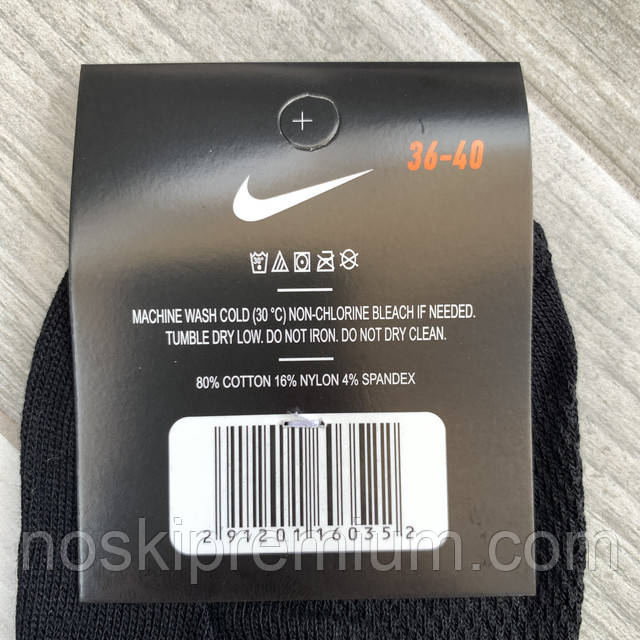 36-40
MACHINE WASH COLD (30 °C) NON-CHLORINE BLEACH IF NEEDED.
TUMBLE DRY LOW. DO NOT IRON. DO NOT DRY CLEAN.
80% COTTON 16% NYLON 4% SPANDEX
291201160352
noskipremium.com